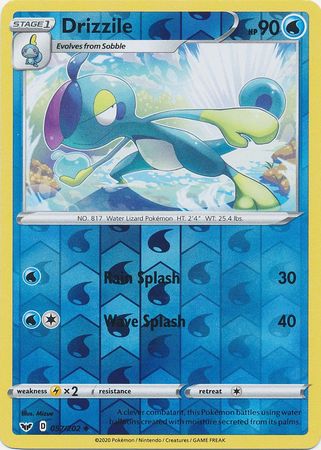 STAGE 1
Drizzile
HP 90
Evolves from Sobble
NO. 817 Water Lizard Pokémon HT. 2'4" WT. 25.4 lbs.
Rain Splash 30
Wave Splash 40
weakness ×2 resistance retreat
Illus. Mizue
A clever combatant, this Pokémon battles using water
balloons created with moisture secreted from its palms.
D 057/202
©2020 Pokémon / Nintendo / Creatures / GAME FREAK